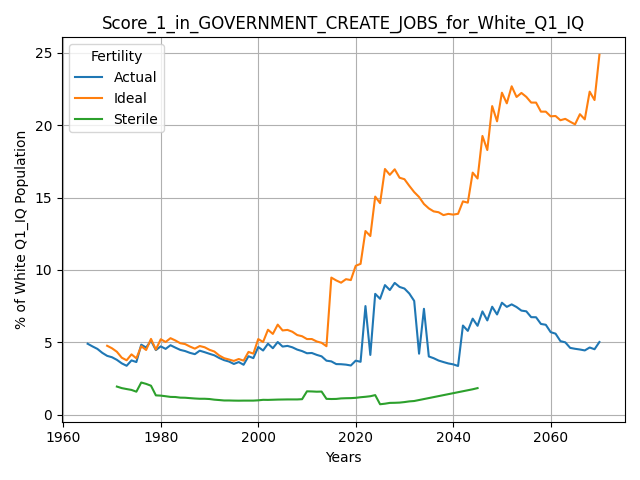 Score_1_in_GOVERNMENT_CREATE_JOBS_for_White_Q1_IQ
Fertility
Actual
Ideal
Sterile
% of White Q1_IQ Population
25
20
15
10
5
0
1960
1980
2000
2020
2040
2060
Years